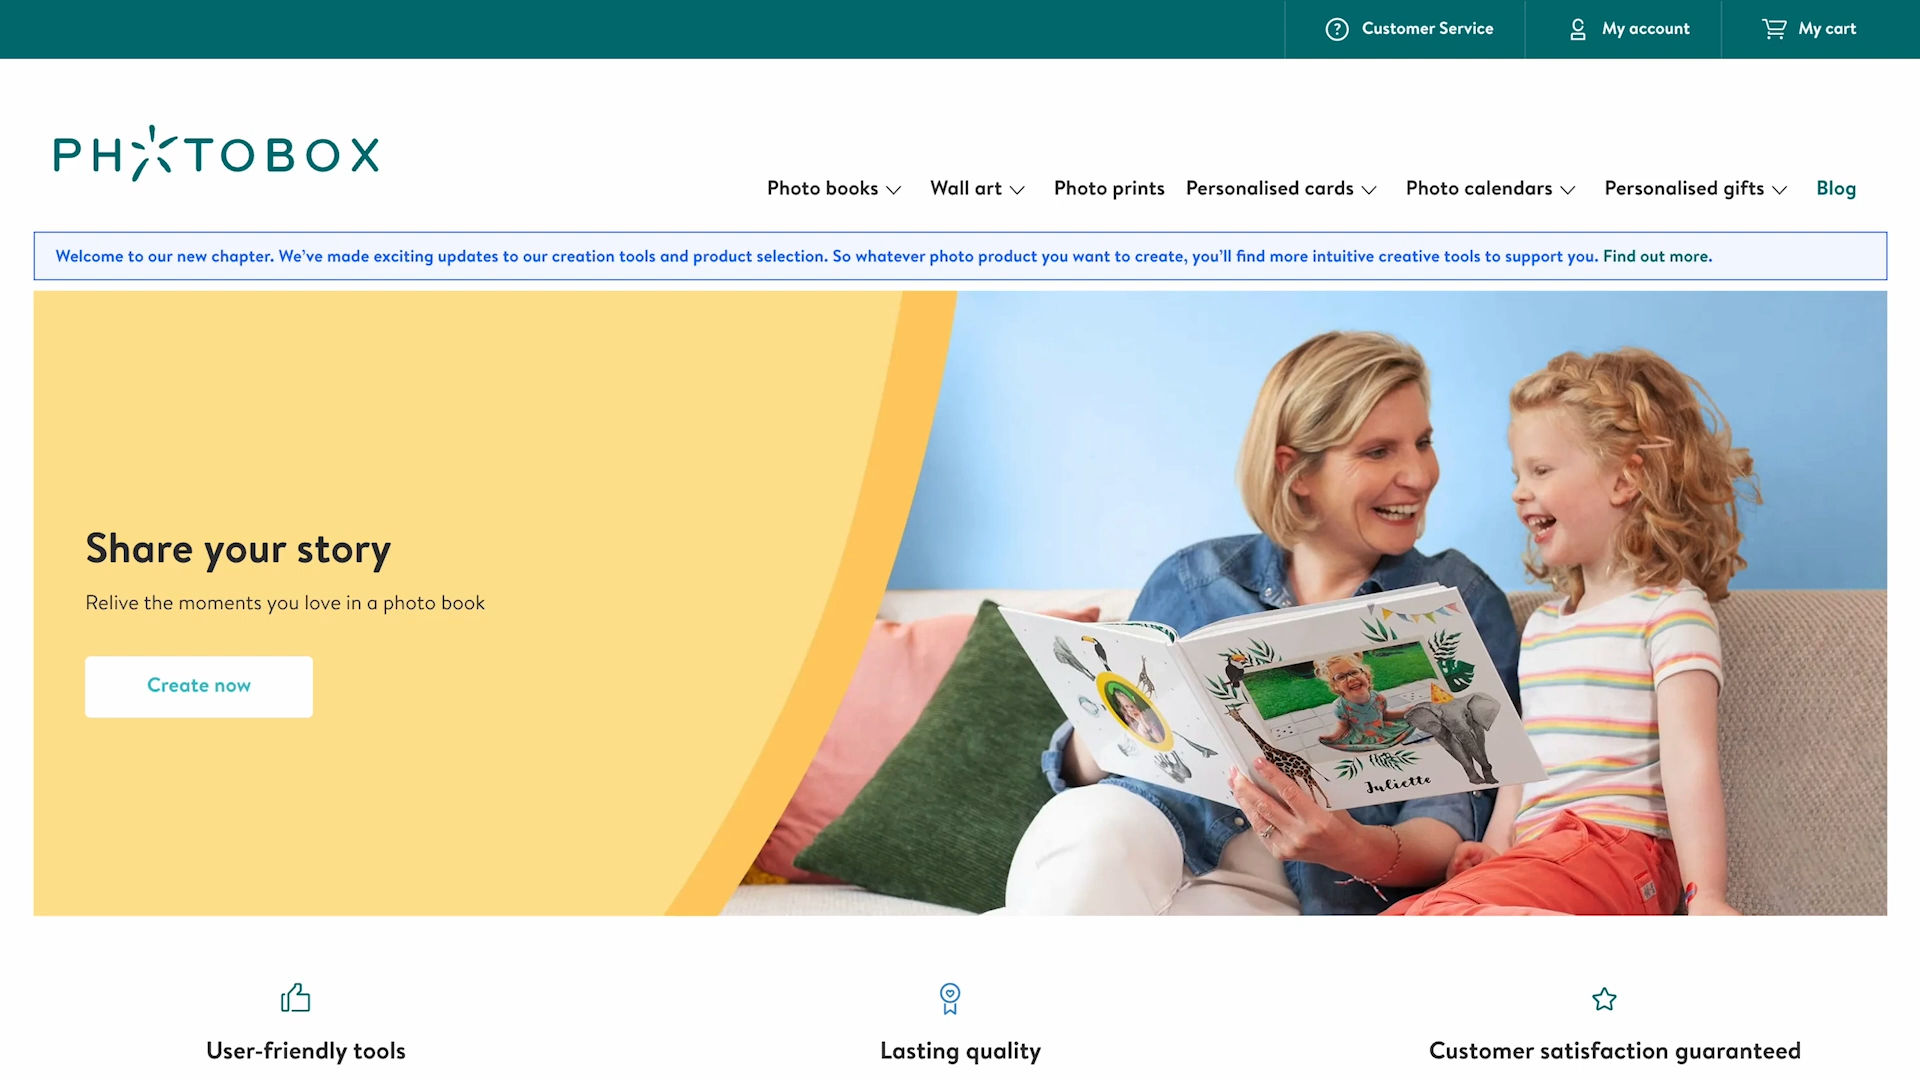 Customer Service
My account
My cart
PHOTOBOX
Photo books
Wall art
Photo prints
Personalised cards
Photo calendars
Personalised gifts
Blog
Welcome to our new chapter. We’ve made exciting updates to our creation tools and product selection. So whatever photo product you want to create, you’ll find more intuitive creative tools to support you. Find out more.
Share your story
Relive the moments you love in a photo book
Create now
Juliette
User-friendly tools
Lasting quality
Customer satisfaction guaranteed